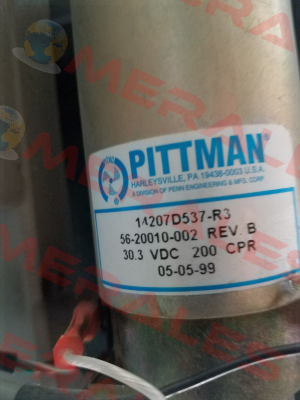 PITTMAN®
HARLEYSVILLE, PA 19438-0003 U.S.A.
A DIVISION OF PENN ENGINEERING & MFG. CORP.
14207D537-R3
56-20010-002 REV. B
30.3 VDC 200 CPR
05-05-99